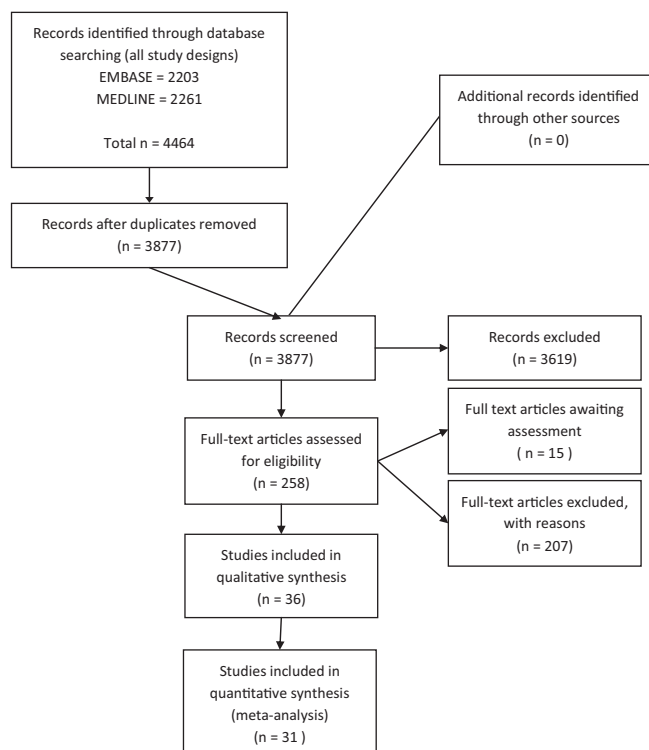 Records identified through database
searching (all study designs)
EMBASE = 2203
MEDLINE = 2261
Total n = 4464
Additional records identified
through other sources
(n = 0)
Records after duplicates removed
(n = 3877)
Records screened
(n = 3877)
Records excluded
(n = 3619)
Full-text articles assessed
for eligibility
(n = 258)
Full text articles awaiting
assessment
( n = 15 )
Full-text articles excluded,
with reasons
(n = 207)
Studies included in
qualitative synthesis
(n = 36)
Studies included in
quantitative synthesis
(meta-analysis)
(n = 31 )